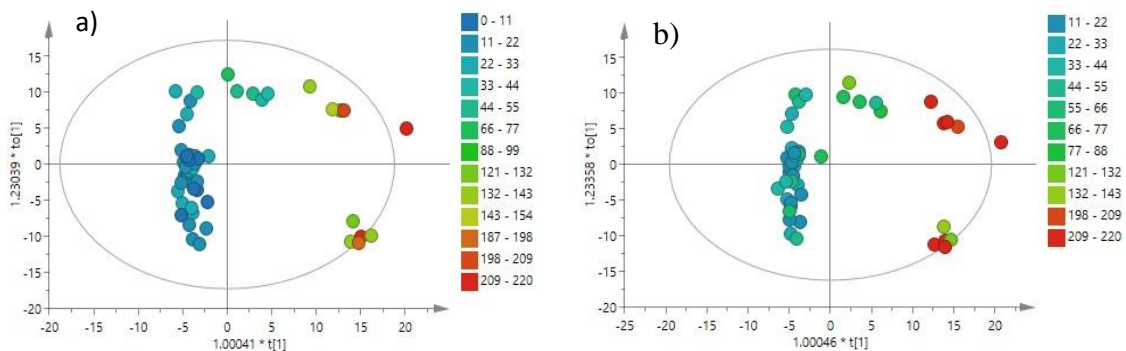 a)
1.23039 * to[1]
15
10
5
0
-5
-10
-15
-20
-20 -15 -10 -5 0 5 10 15 20
1.00041 * t[1]
0 - 11
11 - 22
22 - 33
33 - 44
44 - 55
66 - 77
88 - 99
121 - 132
132 - 143
143 - 154
187 - 198
198 - 209
209 - 220
b)
1.23358 * to[1]
15
10
5
0
-5
-10
-15
-20
-25 -20 -15 -10 -5 0 5 10 15 20
1.00046 * t[1]
11 - 22
22 - 33
33 - 44
44 - 55
55 - 66
66 - 77
77 - 88
121 - 132
132 - 143
198 - 209
209 - 220